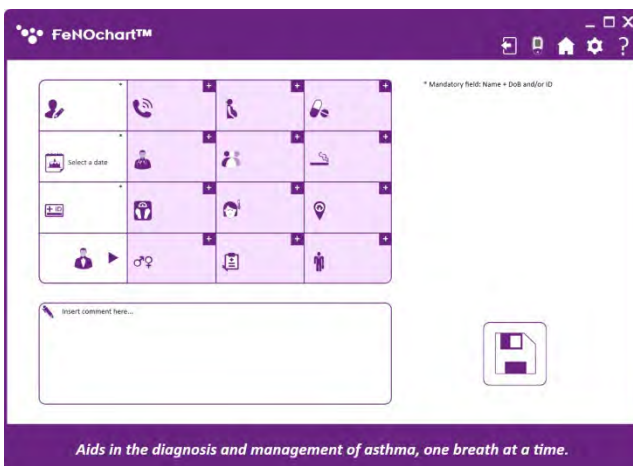 FeNOchart™
* Mandatory field: Name + DoB and/or ID
Select a date
+ ID
Insert comment here...
Aids in the diagnosis and management of asthma, one breath at a time.